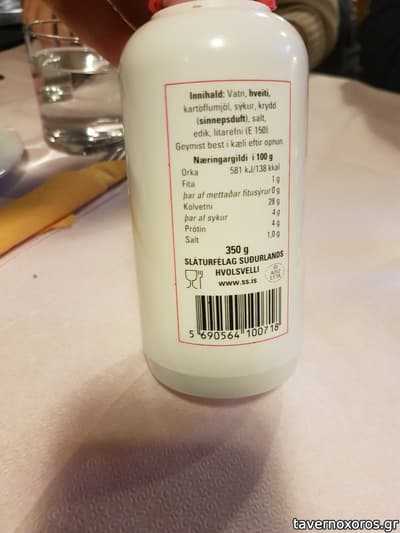 Innihald: Vatn, hveiti,
kartöflumjöl, sykur, krydd
(sinnepsduft), salt,
edik, litarefni (E 150).
Geymist best í kæli eftir opnun.
Næringargildi í 100 g
Orka 581 kJ/138 kkal
Fita 1 g
þar af mettaðar fitusýrur 0 g
Kolvetni 28 g
þar af sykur 4 g
Prótín 4 g
Salt 1,0 g
350 g
SLÁTURFÉLAG SUÐURLANDS
HVOLSVELLI
www.ss.is
5 690564 100718
tavernoxoros.gr